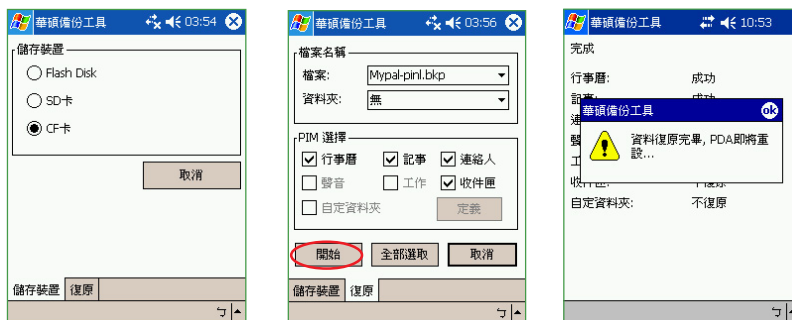 華碩備份工具 03:54
儲存裝置
Flash Disk
SD卡
CF卡
取消
儲存裝置 復原
ㄅ
華碩備份工具 03:56
檔案名稱
檔案: Mypal-pinl.bkp
資料夾: 無
PIM 選擇
行事曆 記事 連絡人
聲音 工作 收件匣
自定資料夾 定義
開始 全部選取 取消
儲存裝置 復原
ㄅ
華碩備份工具 10:53
完成
行事曆: 成功
華碩備份工具 ok
資料復原完畢, PDA即將重
設...
自定資料夾: 不復原
ㄅ